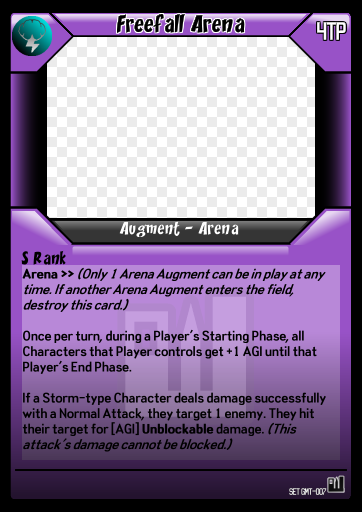 Freefall Arena
4TP
Augment - Arena
S Rank
Arena >> (Only 1 Arena Augment can be in play at any
time. If another Arena Augment enters the field,
destroy this card.)
Once per turn, during a Player's Starting Phase, all
Characters that Player controls get +1 AGI until that
Player's End Phase.
If a Storm-type Character deals damage successfully
with a Normal Attack, they target 1 enemy. They hit
their target for [AGI] Unblockable damage. (This
attack's damage cannot be blocked.)
SET GMT-007